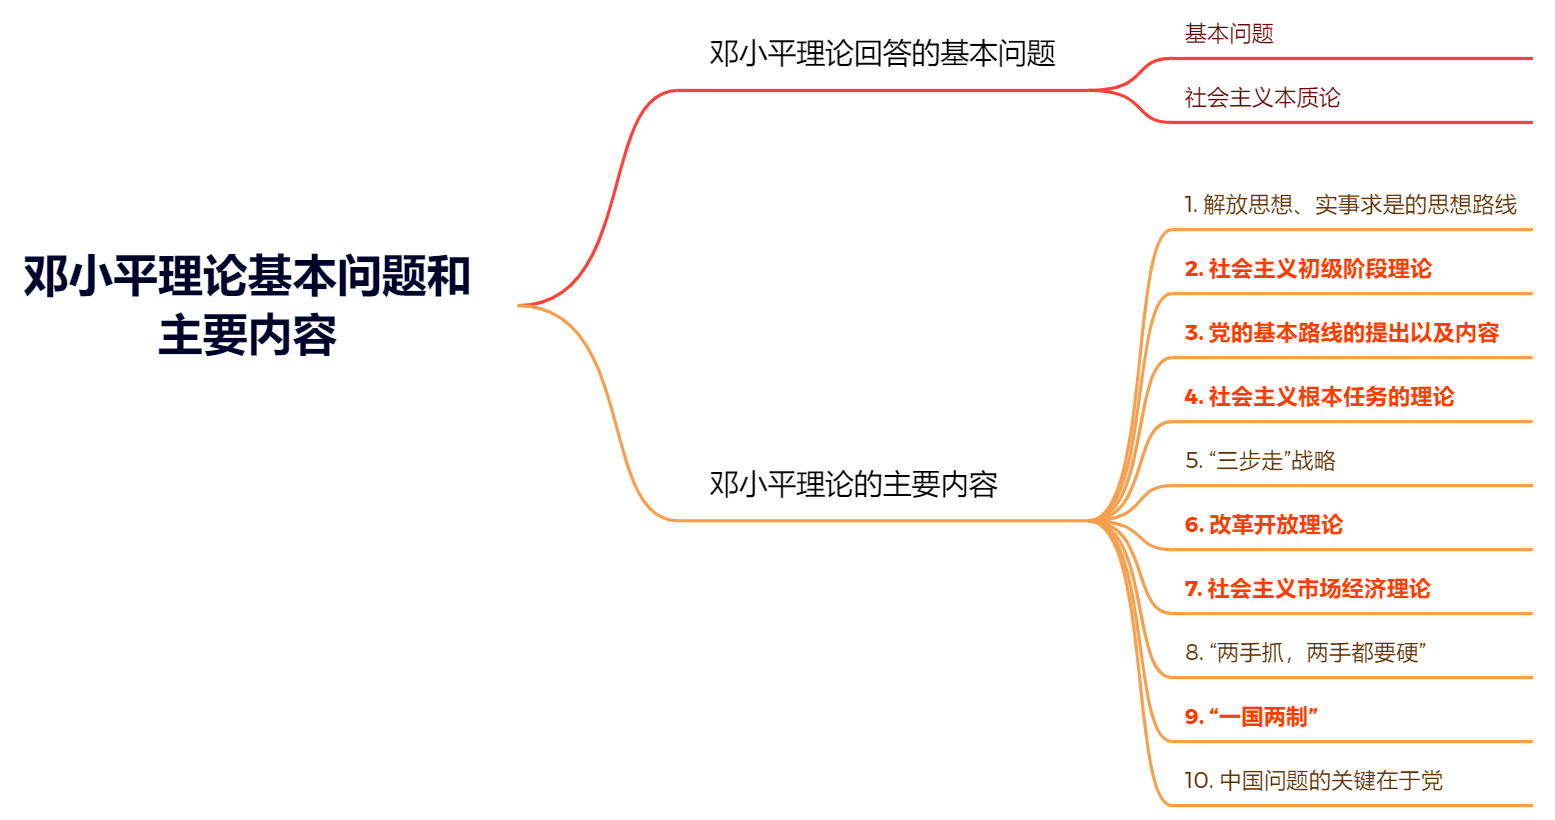 邓小平理论基本问题和
主要内容
邓小平理论回答的基本问题
基本问题
社会主义本质论
邓小平理论的主要内容
1. 解放思想、实事求是的思想路线
2. 社会主义初级阶段理论
3. 党的基本路线的提出以及内容
4. 社会主义根本任务的理论
5. “三步走”战略
6. 改革开放理论
7. 社会主义市场经济理论
8. “两手抓，两手都要硬”
9. “一国两制”
10. 中国问题的关键在于党